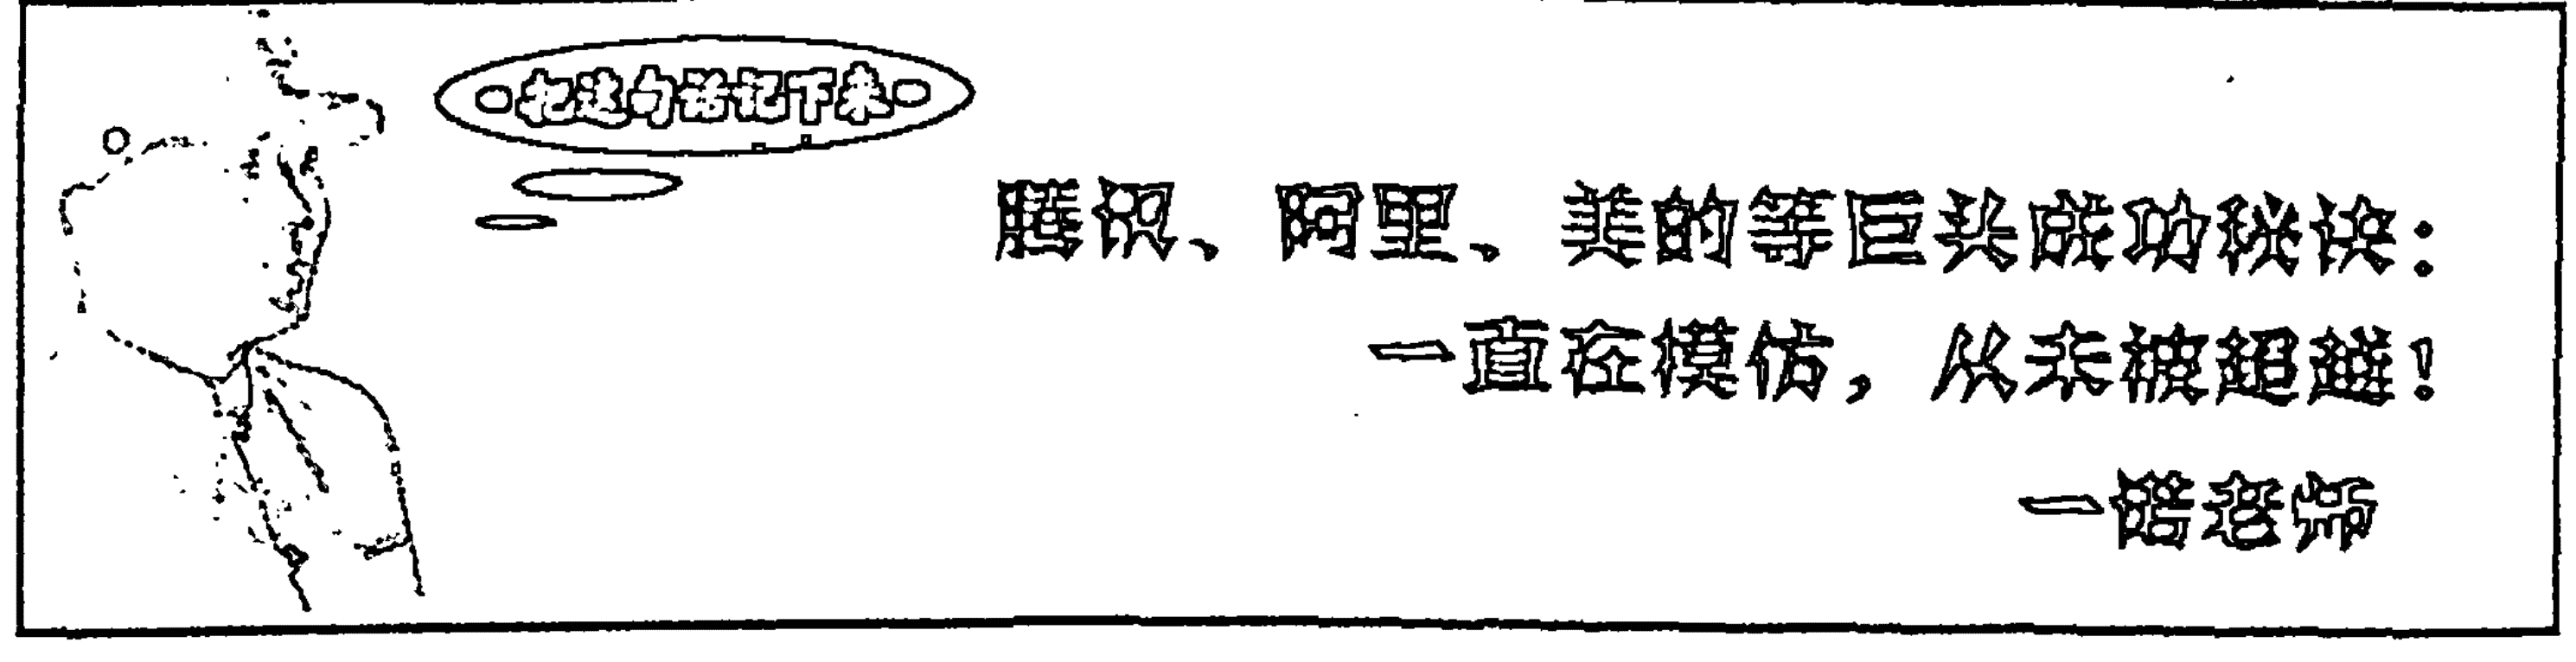 把这句话记下来
腾讯、阿里、美的等巨头成功秘诀：
一直在模仿，从未被超越！
一暗老师